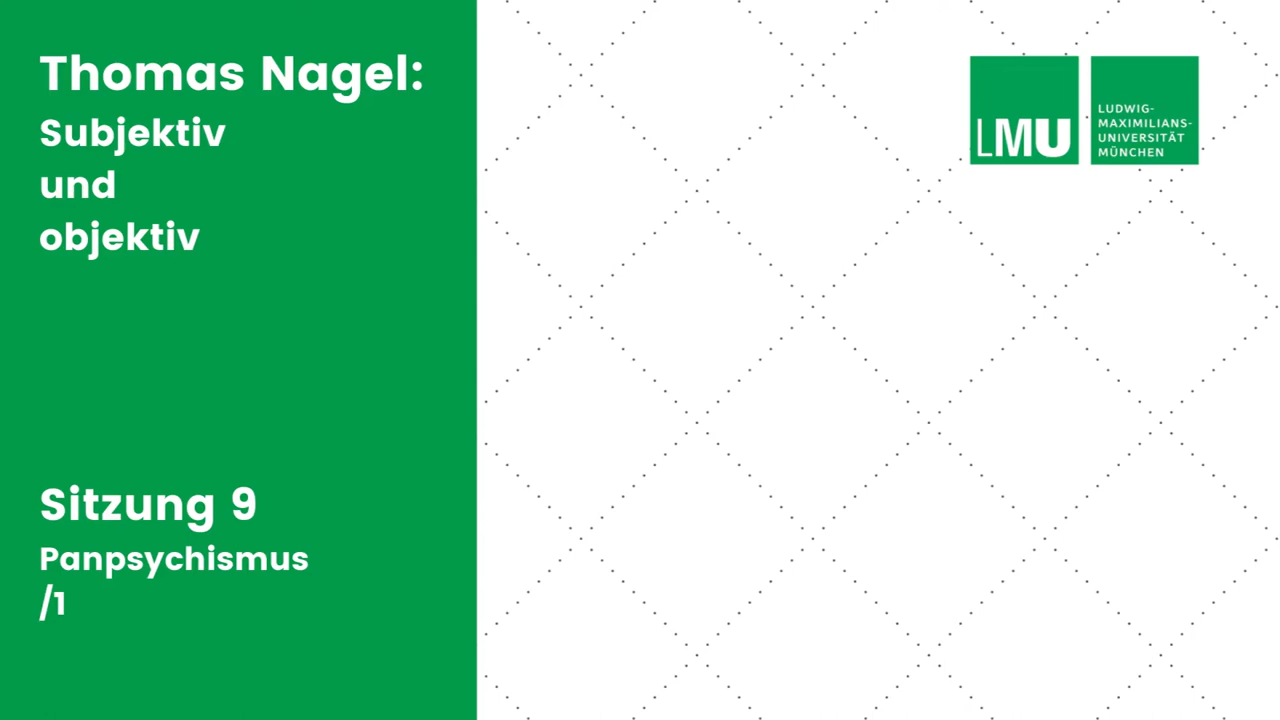 Thomas Nagel:
Subjektiv
und
objektiv
Sitzung 9
Panpsychismus
/1
LMU
LUDWIG-
MAXIMILIANS-
UNIVERSITÄT
MÜNCHEN